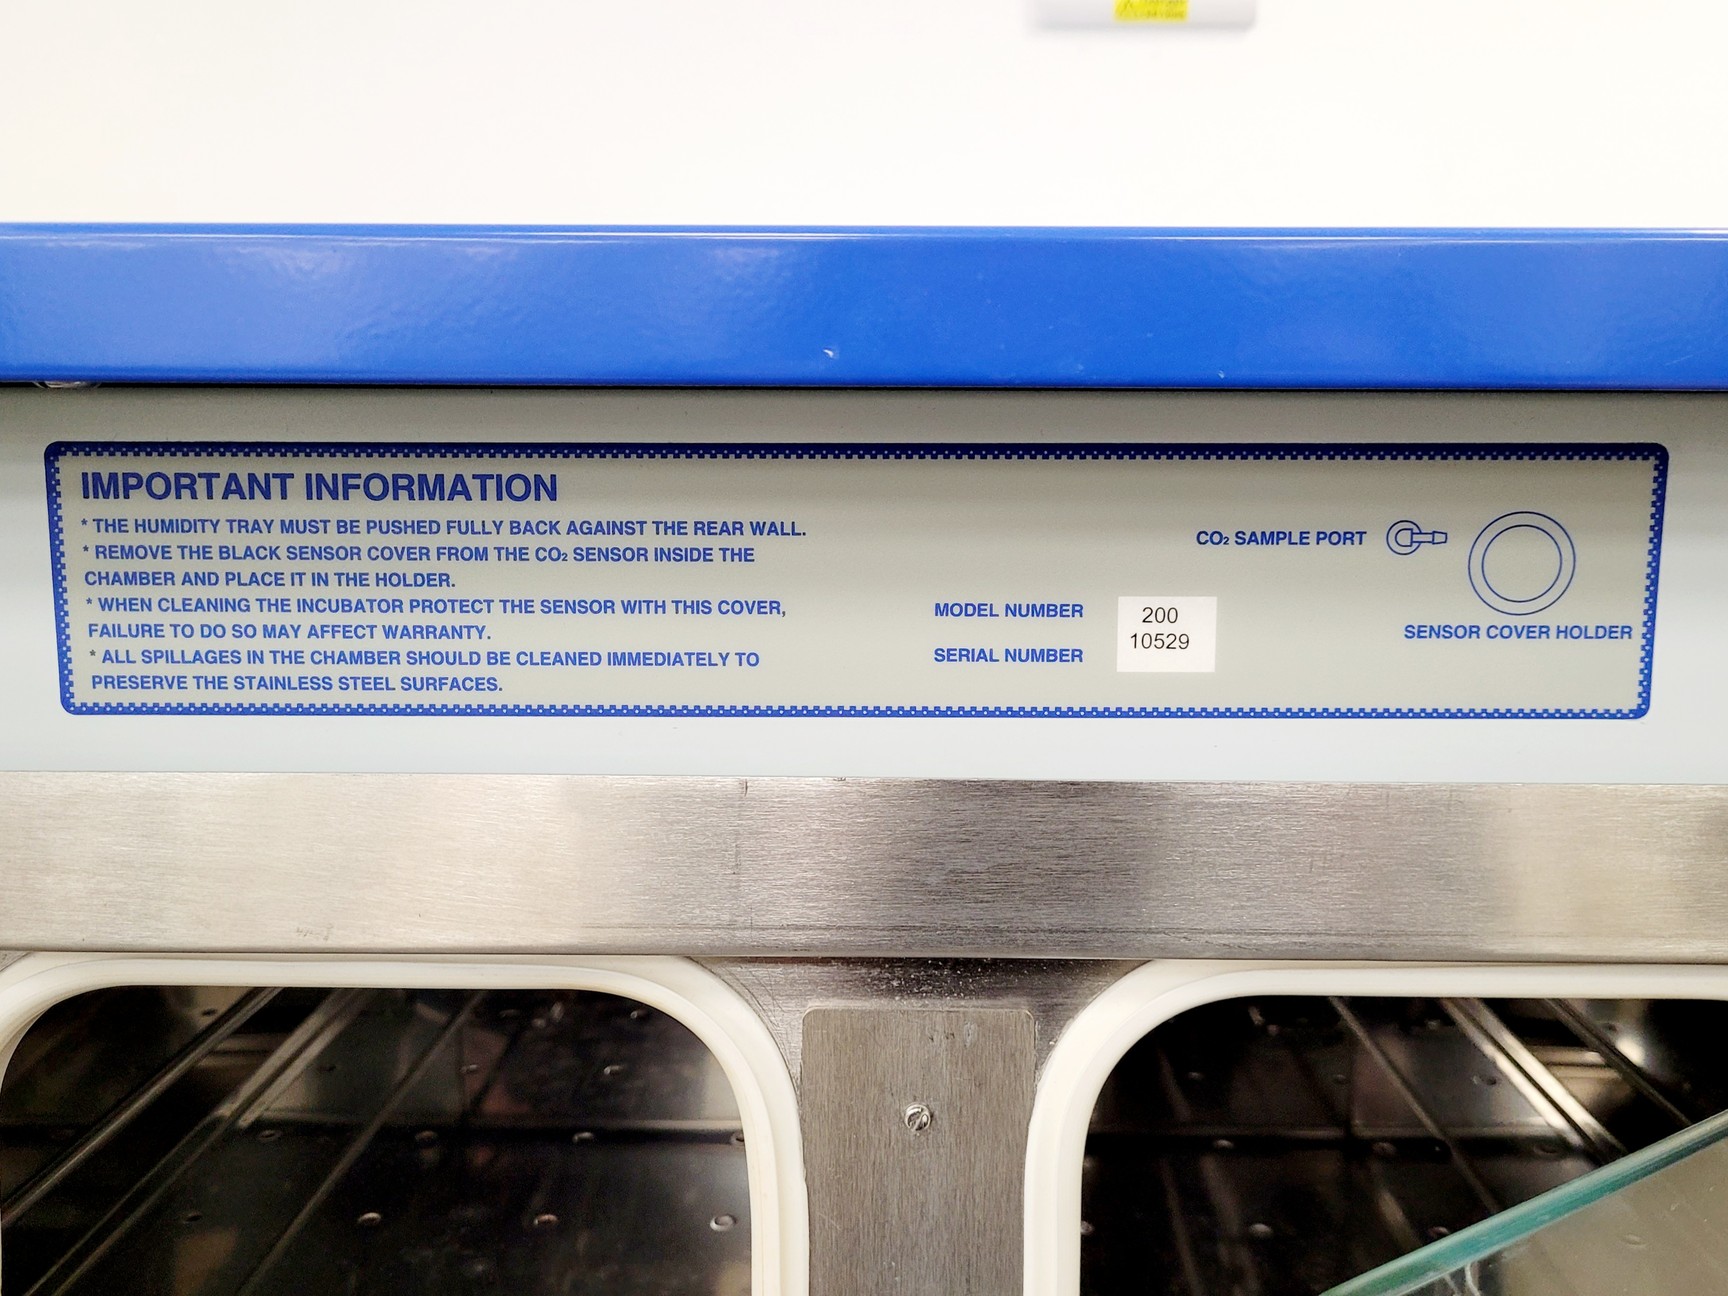 IMPORTANT INFORMATION
* THE HUMIDITY TRAY MUST BE PUSHED FULLY BACK AGAINST THE REAR WALL.
* REMOVE THE BLACK SENSOR COVER FROM THE CO₂ SENSOR INSIDE THE
CHAMBER AND PLACE IT IN THE HOLDER.
* WHEN CLEANING THE INCUBATOR PROTECT THE SENSOR WITH THIS COVER,
FAILURE TO DO SO MAY AFFECT WARRANTY.
* ALL SPILLAGES IN THE CHAMBER SHOULD BE CLEANED IMMEDIATELY TO
PRESERVE THE STAINLESS STEEL SURFACES.
MODEL NUMBER 200
SERIAL NUMBER 10529
CO₂ SAMPLE PORT
SENSOR COVER HOLDER